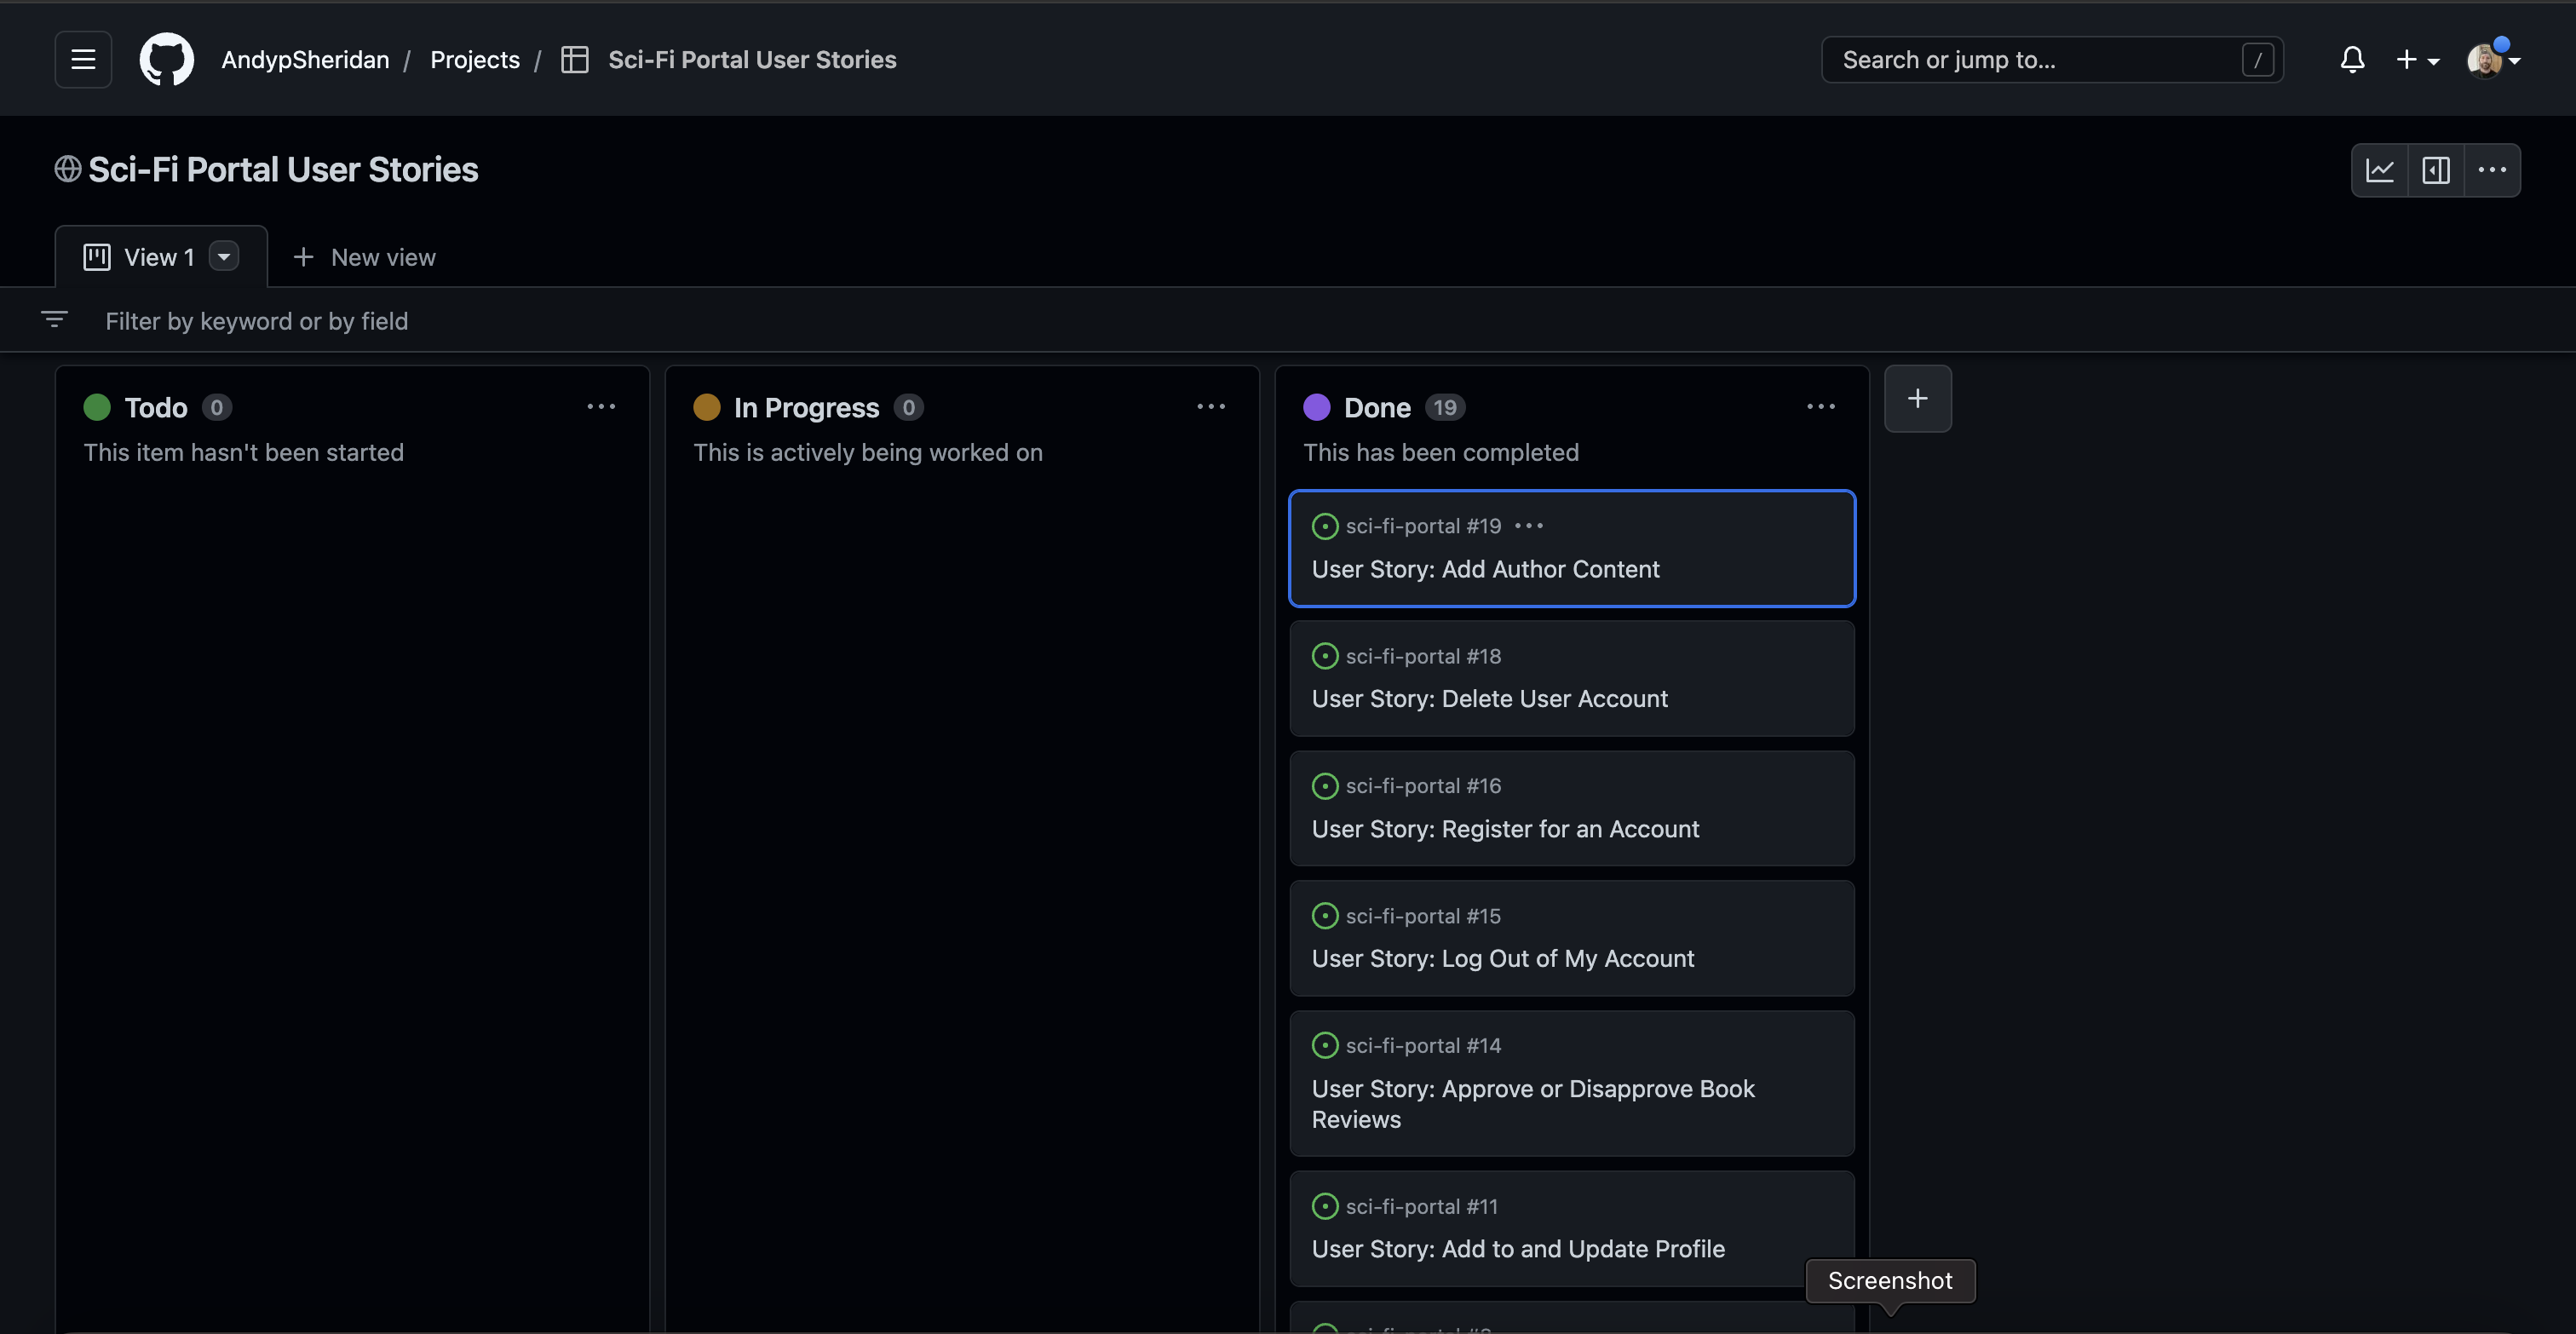 AndypSheridan / Projects / Sci-Fi Portal User Stories
Search or jump to... /
Sci-Fi Portal User Stories
View 1
New view
Filter by keyword or by field
Todo 0
This item hasn't been started
In Progress 0
This is actively being worked on
Done 19
This has been completed
sci-fi-portal #19
User Story: Add Author Content
sci-fi-portal #18
User Story: Delete User Account
sci-fi-portal #16
User Story: Register for an Account
sci-fi-portal #15
User Story: Log Out of My Account
sci-fi-portal #14
User Story: Approve or Disapprove Book
Reviews
sci-fi-portal #11
User Story: Add to and Update Profile
Screenshot
sci-fi-portal